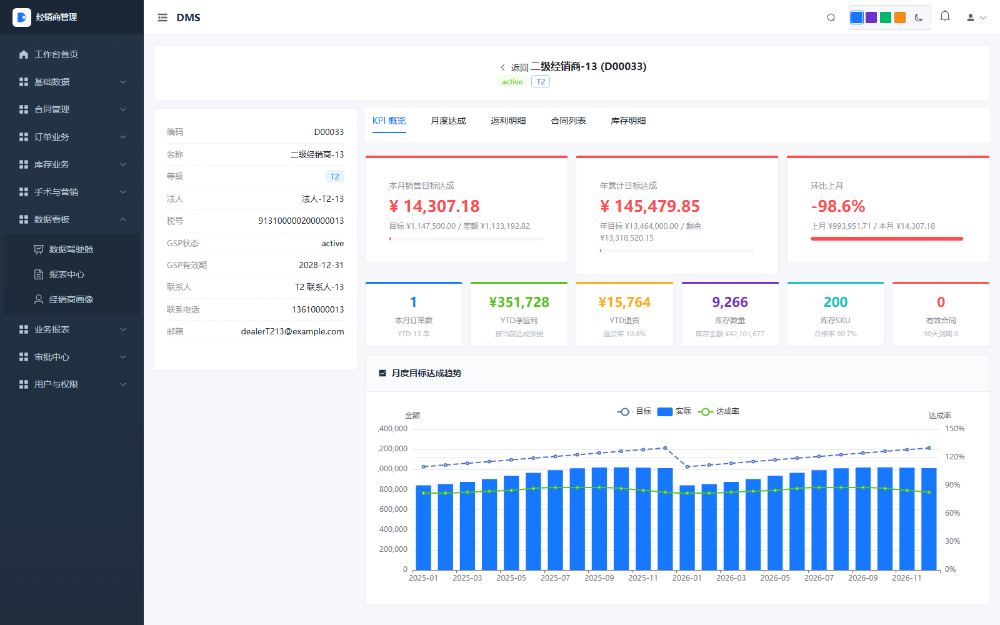 经销商管理
DMS
工作台首页
基础数据
合同管理
订单业务
库存业务
手术与营销
数据看板
数据驾驶舱
报表中心
经销商画像
业务报表
审批中心
用户与权限
返回 二级经销商-13 (D00033)
active T2
编码 D00033
名称 二级经销商-13
等级 T2
法人 法人-T2-13
税号 913100000200000013
GSP状态 active
GSP有效期 2028-12-31
联系人 T2 联系人-13
联系电话 13610000013
邮箱 dealerT213@example.com
KPI 概览 月度达成 返利明细 合同列表 库存明细
本月销售目标达成
¥ 14,307.18
目标 ¥1,147,500.00 / 差额 ¥1,133,192.82
年累计目标达成
¥ 145,479.85
年目标 ¥13,464,000.00 / 剩余
¥13,318,520.15
环比上月
-98.6%
上月 ¥993,951.71 / 本月 ¥14,307.18
1
本月订单数
YTD 13 单
¥351,728
YTD净返利
按当前达成预提
¥15,764
YTD退货
退货率 10.8%
9,266
库存数量
库存金额 ¥42,101,677
200
库存SKU
合格率 90.7%
0
有效合同
90天到期 0
月度目标达成趋势
目标 实际 达成率
金额 达成率
,400,000 150%
,200,000
120%
,000,000
800,000 90%
600,000
60%
400,000
30%
200,000
0 0%
2025-01 2025-03 2025-05 2025-07 2025-09 2025-11 2026-01 2026-03 2026-05 2026-07 2026-09 2026-11